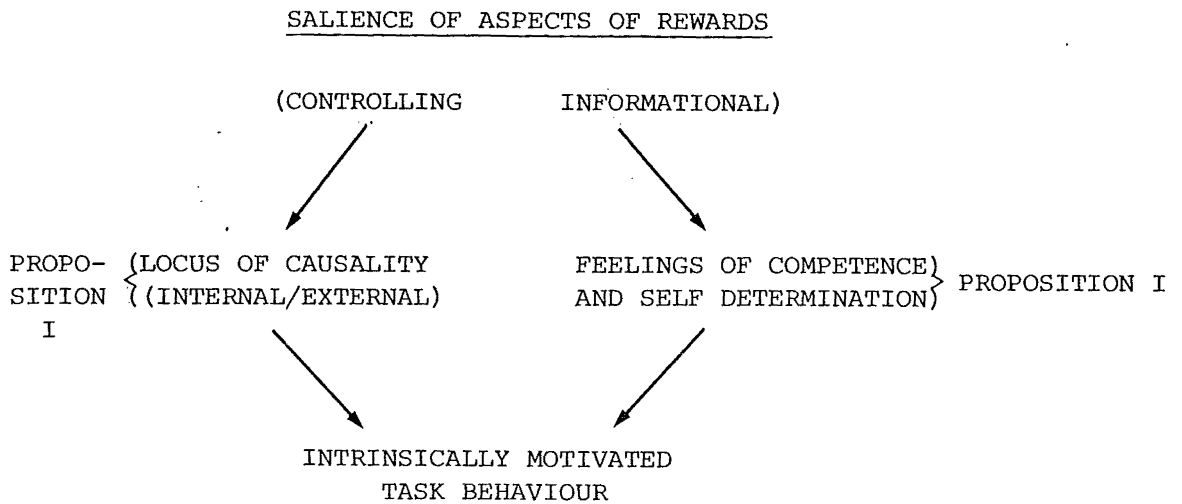 SALIENCE OF ASPECTS OF REWARDS
(CONTROLLING INFORMATIONAL)
PROPO- (LOCUS OF CAUSALITY FEELINGS OF COMPETENCE)
SITION ((INTERNAL/EXTERNAL) AND SELF DETERMINATION) PROPOSITION I
I
INTRINSICALLY MOTIVATED
TASK BEHAVIOUR